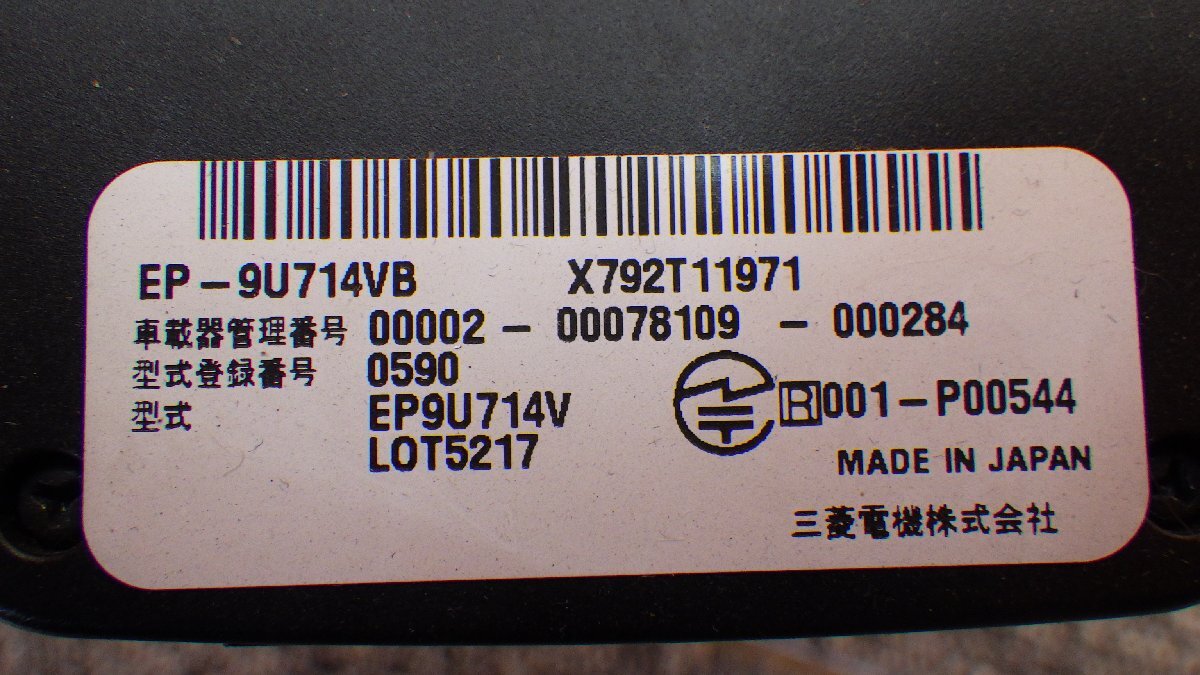 EP-9U714VB X792T11971
車載器管理番号 00002 - 00078109 - 000284
型式登録番号 0590
型式 EP9U714V R 001-P00544
LOT5217
MADE IN JAPAN
三菱電機株式会社